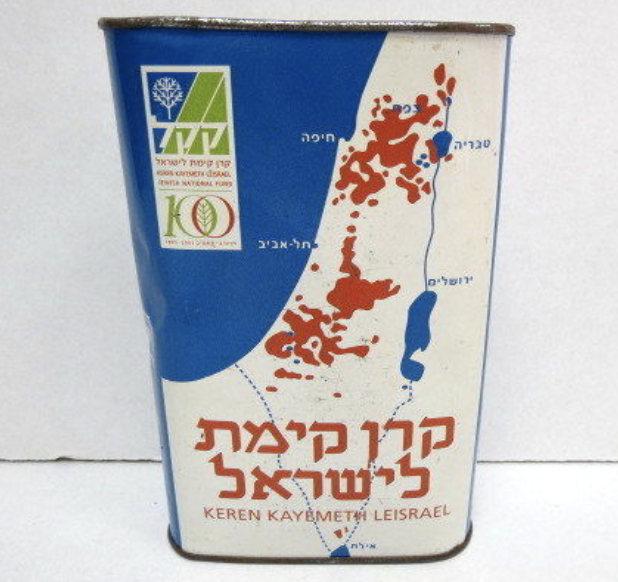 קרן קימת לישראל
KEREN KAYEMETH LEISRAEL
JEWISH NATIONAL FUND
100
צפת
חיפה
טבריה
תל-אביב
ירושלים
קרן קימת
לישראל
KEREN KAYEMETH LEISRAEL
אילת